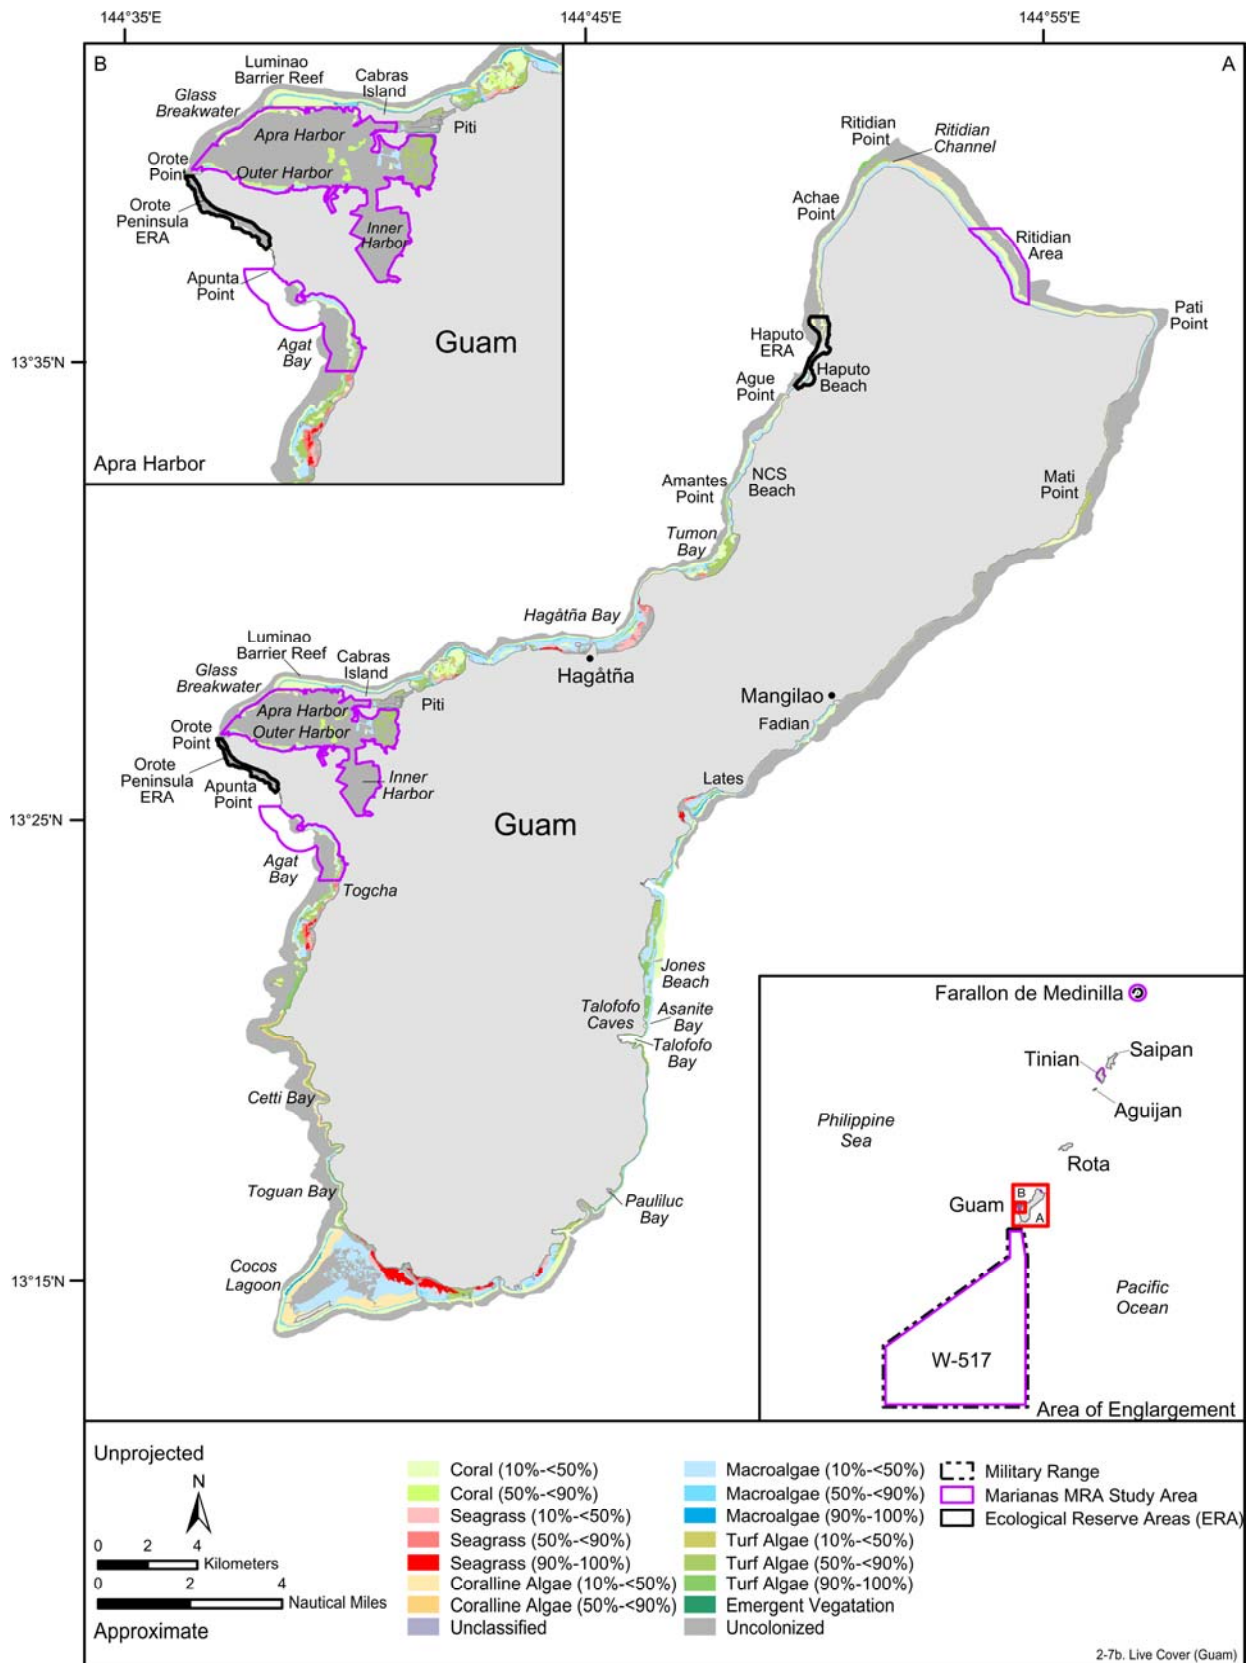 144°35'E
144°45'E
144°55'E
B
A
Luminao
Barrier Reef
Cabras
Island
Glass
Breakwater
Apra Harbor
Piti
Orote
Point
Outer Harbor
Orote
Peninsula
ERA
Inner
Harbor
Apunta
Point
Agat
Bay
Guam
Apra Harbor
13°35'N
Ritidian
Point
Ritidian
Channel
Achae
Point
Ritidian
Area
Pati
Point
Haputo
ERA
Haputo
Beach
Ague
Point
Amantes
Point
NCS
Beach
Mati
Point
Tumon
Bay
Hagåtña Bay
Hagåtña
Luminao
Barrier Reef
Cabras
Island
Glass
Breakwater
Apra Harbor
Piti
Mangilao
Fadian
Orote
Point
Outer Harbor
Orote
Peninsula
ERA
Apunta
Point
Inner
Harbor
Lates
Guam
13°25'N
Agat
Bay
Togcha
Jones
Beach
Talofofo
Caves
Asanite
Bay
Talofofo
Bay
Cetti Bay
Toguan Bay
Pauliluc
Bay
Cocos
Lagoon
13°15'N
Farallon de Medinilla
Saipan
Tinian
Aguijan
Philippine
Sea
Rota
Guam
B
A
Pacific
Ocean
W-517
Area of Englargement
Unprojected
N
0 2 4
Kilometers
0 2 4
Nautical Miles
Approximate
Coral (10%-<50%)
Coral (50%-<90%)
Seagrass (10%-<50%)
Seagrass (50%-<90%)
Seagrass (90%-100%)
Coralline Algae (10%-<50%)
Coralline Algae (50%-<90%)
Unclassified
Macroalgae (10%-<50%)
Macroalgae (50%-<90%)
Macroalgae (90%-100%)
Turf Algae (10%-<50%)
Turf Algae (50%-<90%)
Turf Algae (90%-100%)
Emergent Vegatation
Uncolonized
Military Range
Marianas MRA Study Area
Ecological Reserve Areas (ERA)
2-7b. Live Cover (Guam)